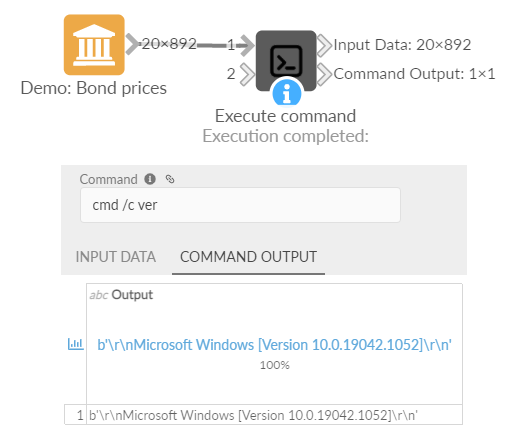 20×892
1
Input Data: 20×892
2
Command Output: 1×1
Demo: Bond prices
Execute command
Execution completed:
Command
cmd /c ver
INPUT DATA
COMMAND OUTPUT
abc Output
b'\r\nMicrosoft Windows [Version 10.0.19042.1052]\r\n'
100%
1 b'\r\nMicrosoft Windows [Version 10.0.19042.1052]\r\n'